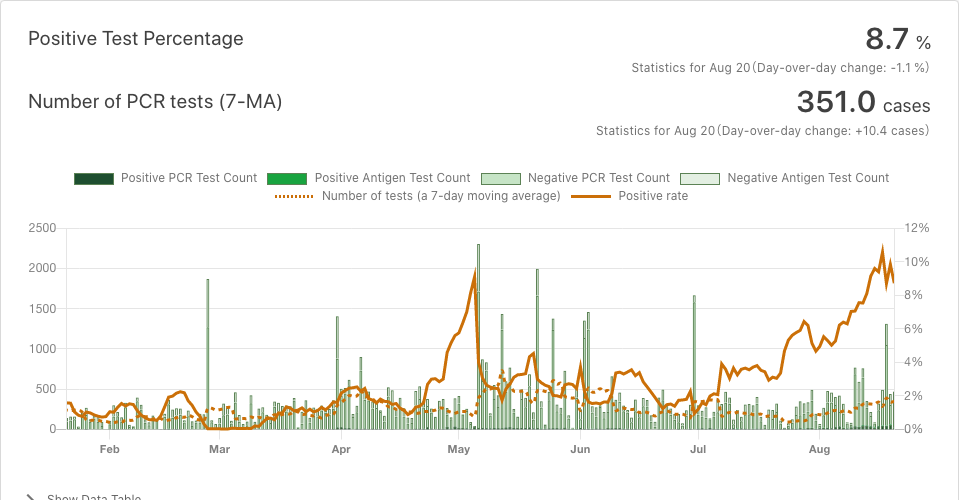 Positive Test Percentage
8.7 %
Statistics for Aug 20 (Day-over-day change: -1.1 %)
Number of PCR tests (7-MA)
351.0 cases
Statistics for Aug 20 (Day-over-day change: +10.4 cases)
Positive PCR Test Count Positive Antigen Test Count Negative PCR Test Count Negative Antigen Test Count
Number of tests (a 7-day moving average) Positive rate
2500 12%
2000 10%
1500 8%
1000 6%
500 4%
0 2%
0%
Feb Mar Apr May Jun Jul Aug
Show Data Table